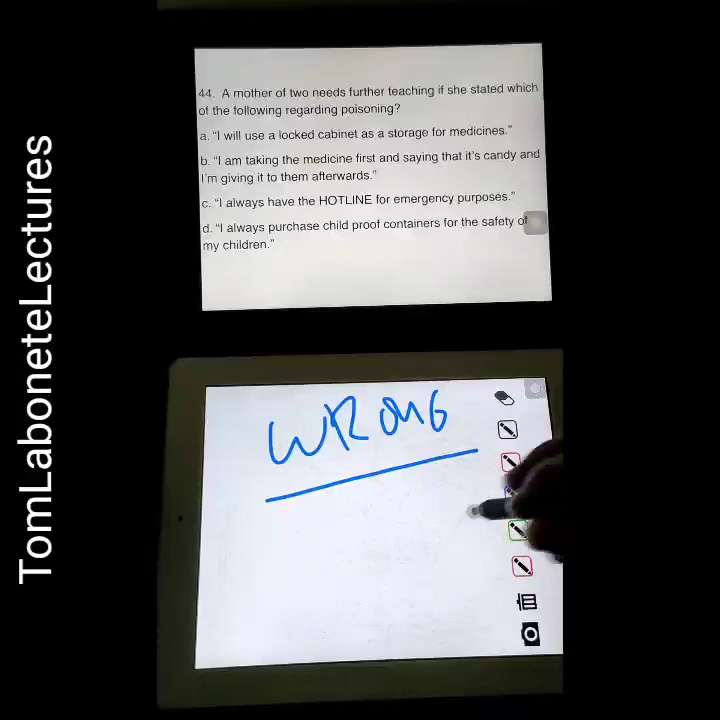 TomLaboneteLectures
44. A mother of two needs further teaching if she stated which
of the following regarding poisoning?
a. “I will use a locked cabinet as a storage for medicines.”
b. “I am taking the medicine first and saying that it's candy and
I'm giving it to them afterwards.”
c. “I always have the HOTLINE for emergency purposes.”
d. “I always purchase child proof containers for the safety of
my children.”
WRONG